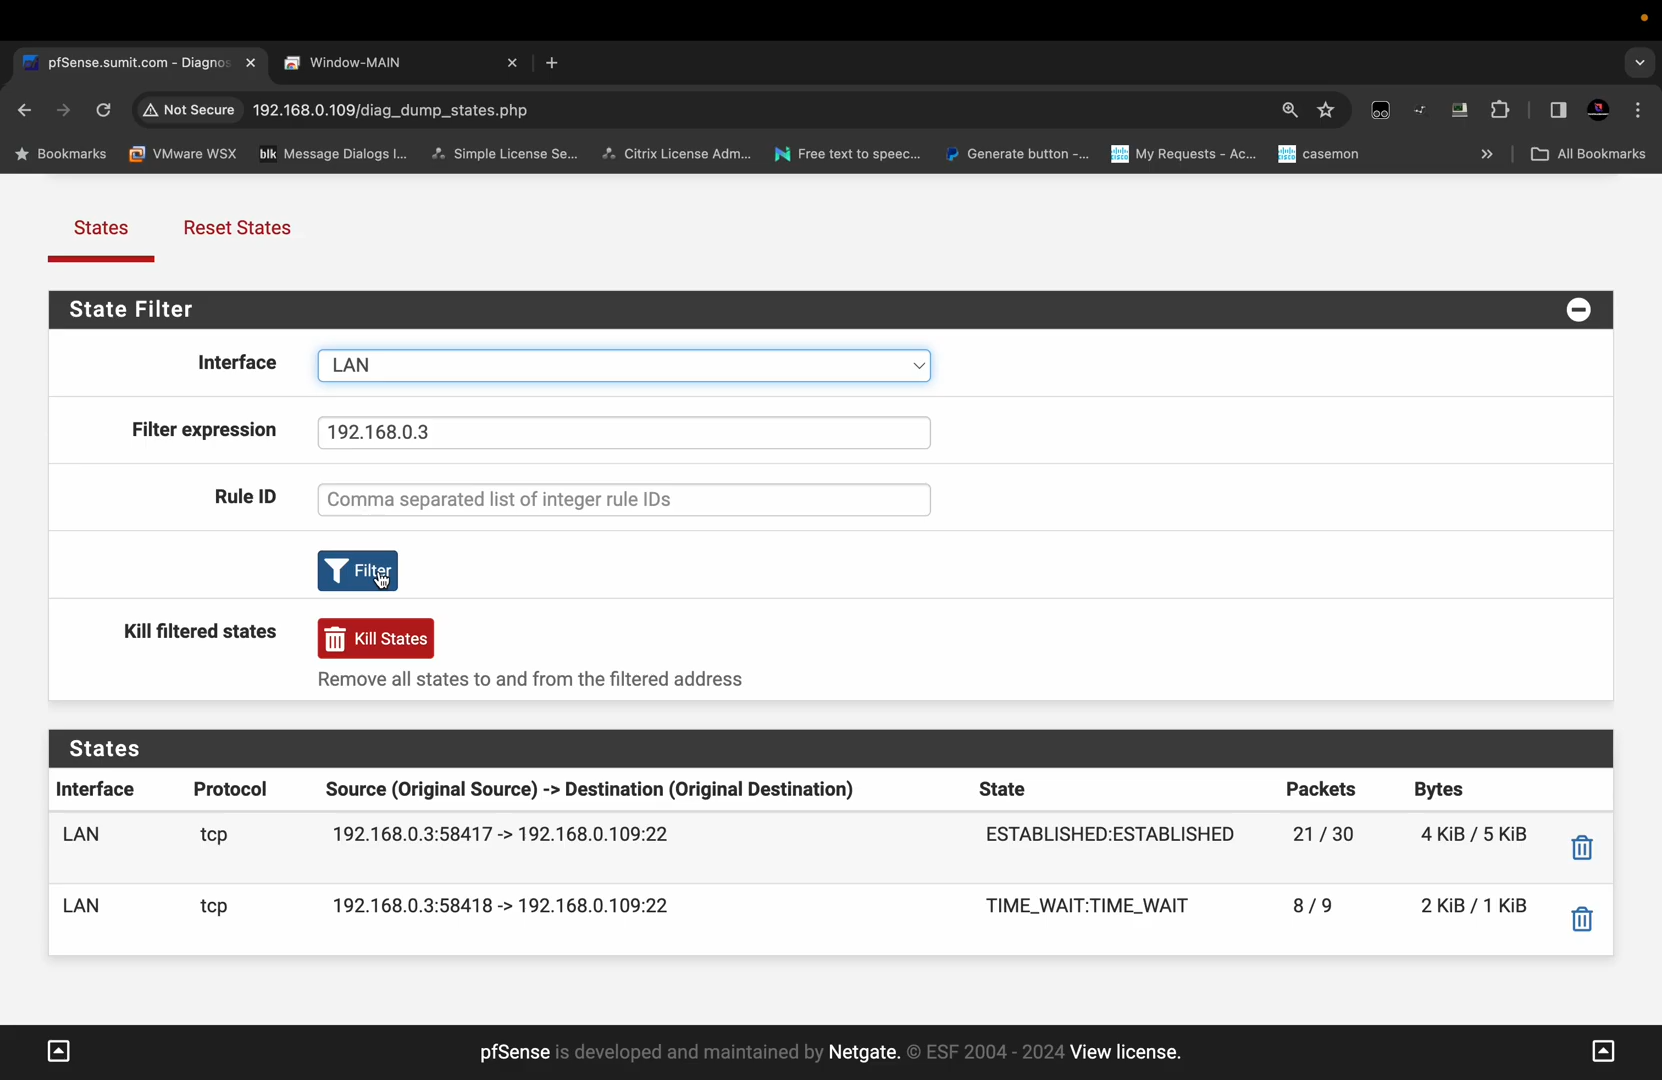 pfSense.sumit.com - Diagnos
Window-MAIN
Not Secure
192.168.0.109/diag_dump_states.php
Bookmarks
VMware WSX
blk Message Dialogs I...
Simple License Se...
Citrix License Adm...
Free text to speec...
Generate button -...
My Requests - Ac...
casemon
All Bookmarks
States
Reset States
State Filter
Interface
LAN
Filter expression
192.168.0.3
Rule ID
Comma separated list of integer rule IDs
Filter
Kill filtered states
Kill States
Remove all states to and from the filtered address
States
Interface Protocol Source (Original Source) -> Destination (Original Destination) State Packets Bytes
LAN tcp 192.168.0.3:58417 -> 192.168.0.109:22 ESTABLISHED:ESTABLISHED 21 / 30 4 KiB / 5 KiB
LAN tcp 192.168.0.3:58418 -> 192.168.0.109:22 TIME_WAIT:TIME_WAIT 8 / 9 2 KiB / 1 KiB
pfSense is developed and maintained by Netgate. © ESF 2004 - 2024 View license.